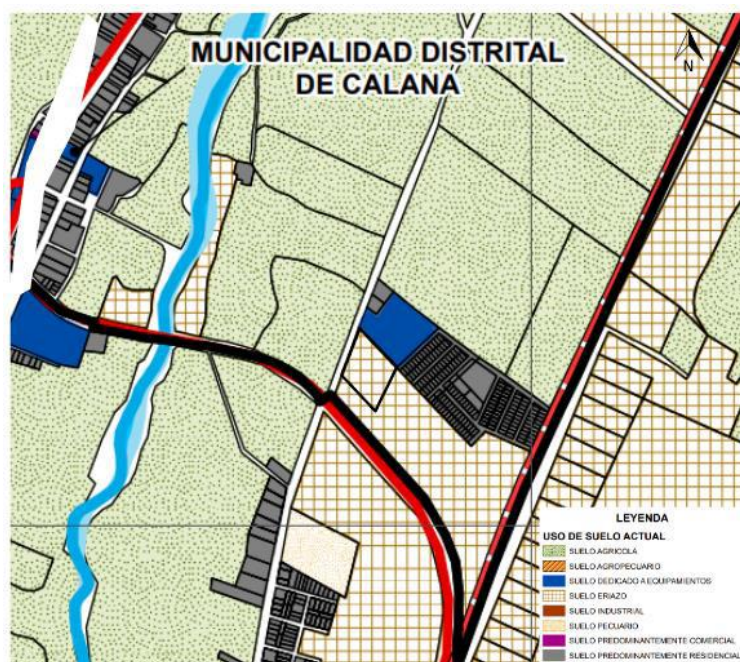 MUNICIPALIDAD DISTRITAL
DE CALANÁ
N
LEYENDA
USO DE SUELO ACTUAL
SUELO AGRICOLA
SUELO AGROPECUARIO
SUELO DEDICADO A EQUIPAMIENTOS
SUELO ERIAZO
SUELO INDUSTRIAL
SUELO PECUARIO
SUELO PREDOMINANTEMENTE COMERCIAL
SUELO PREDOMINANTEMENTE RESIDENCIAL